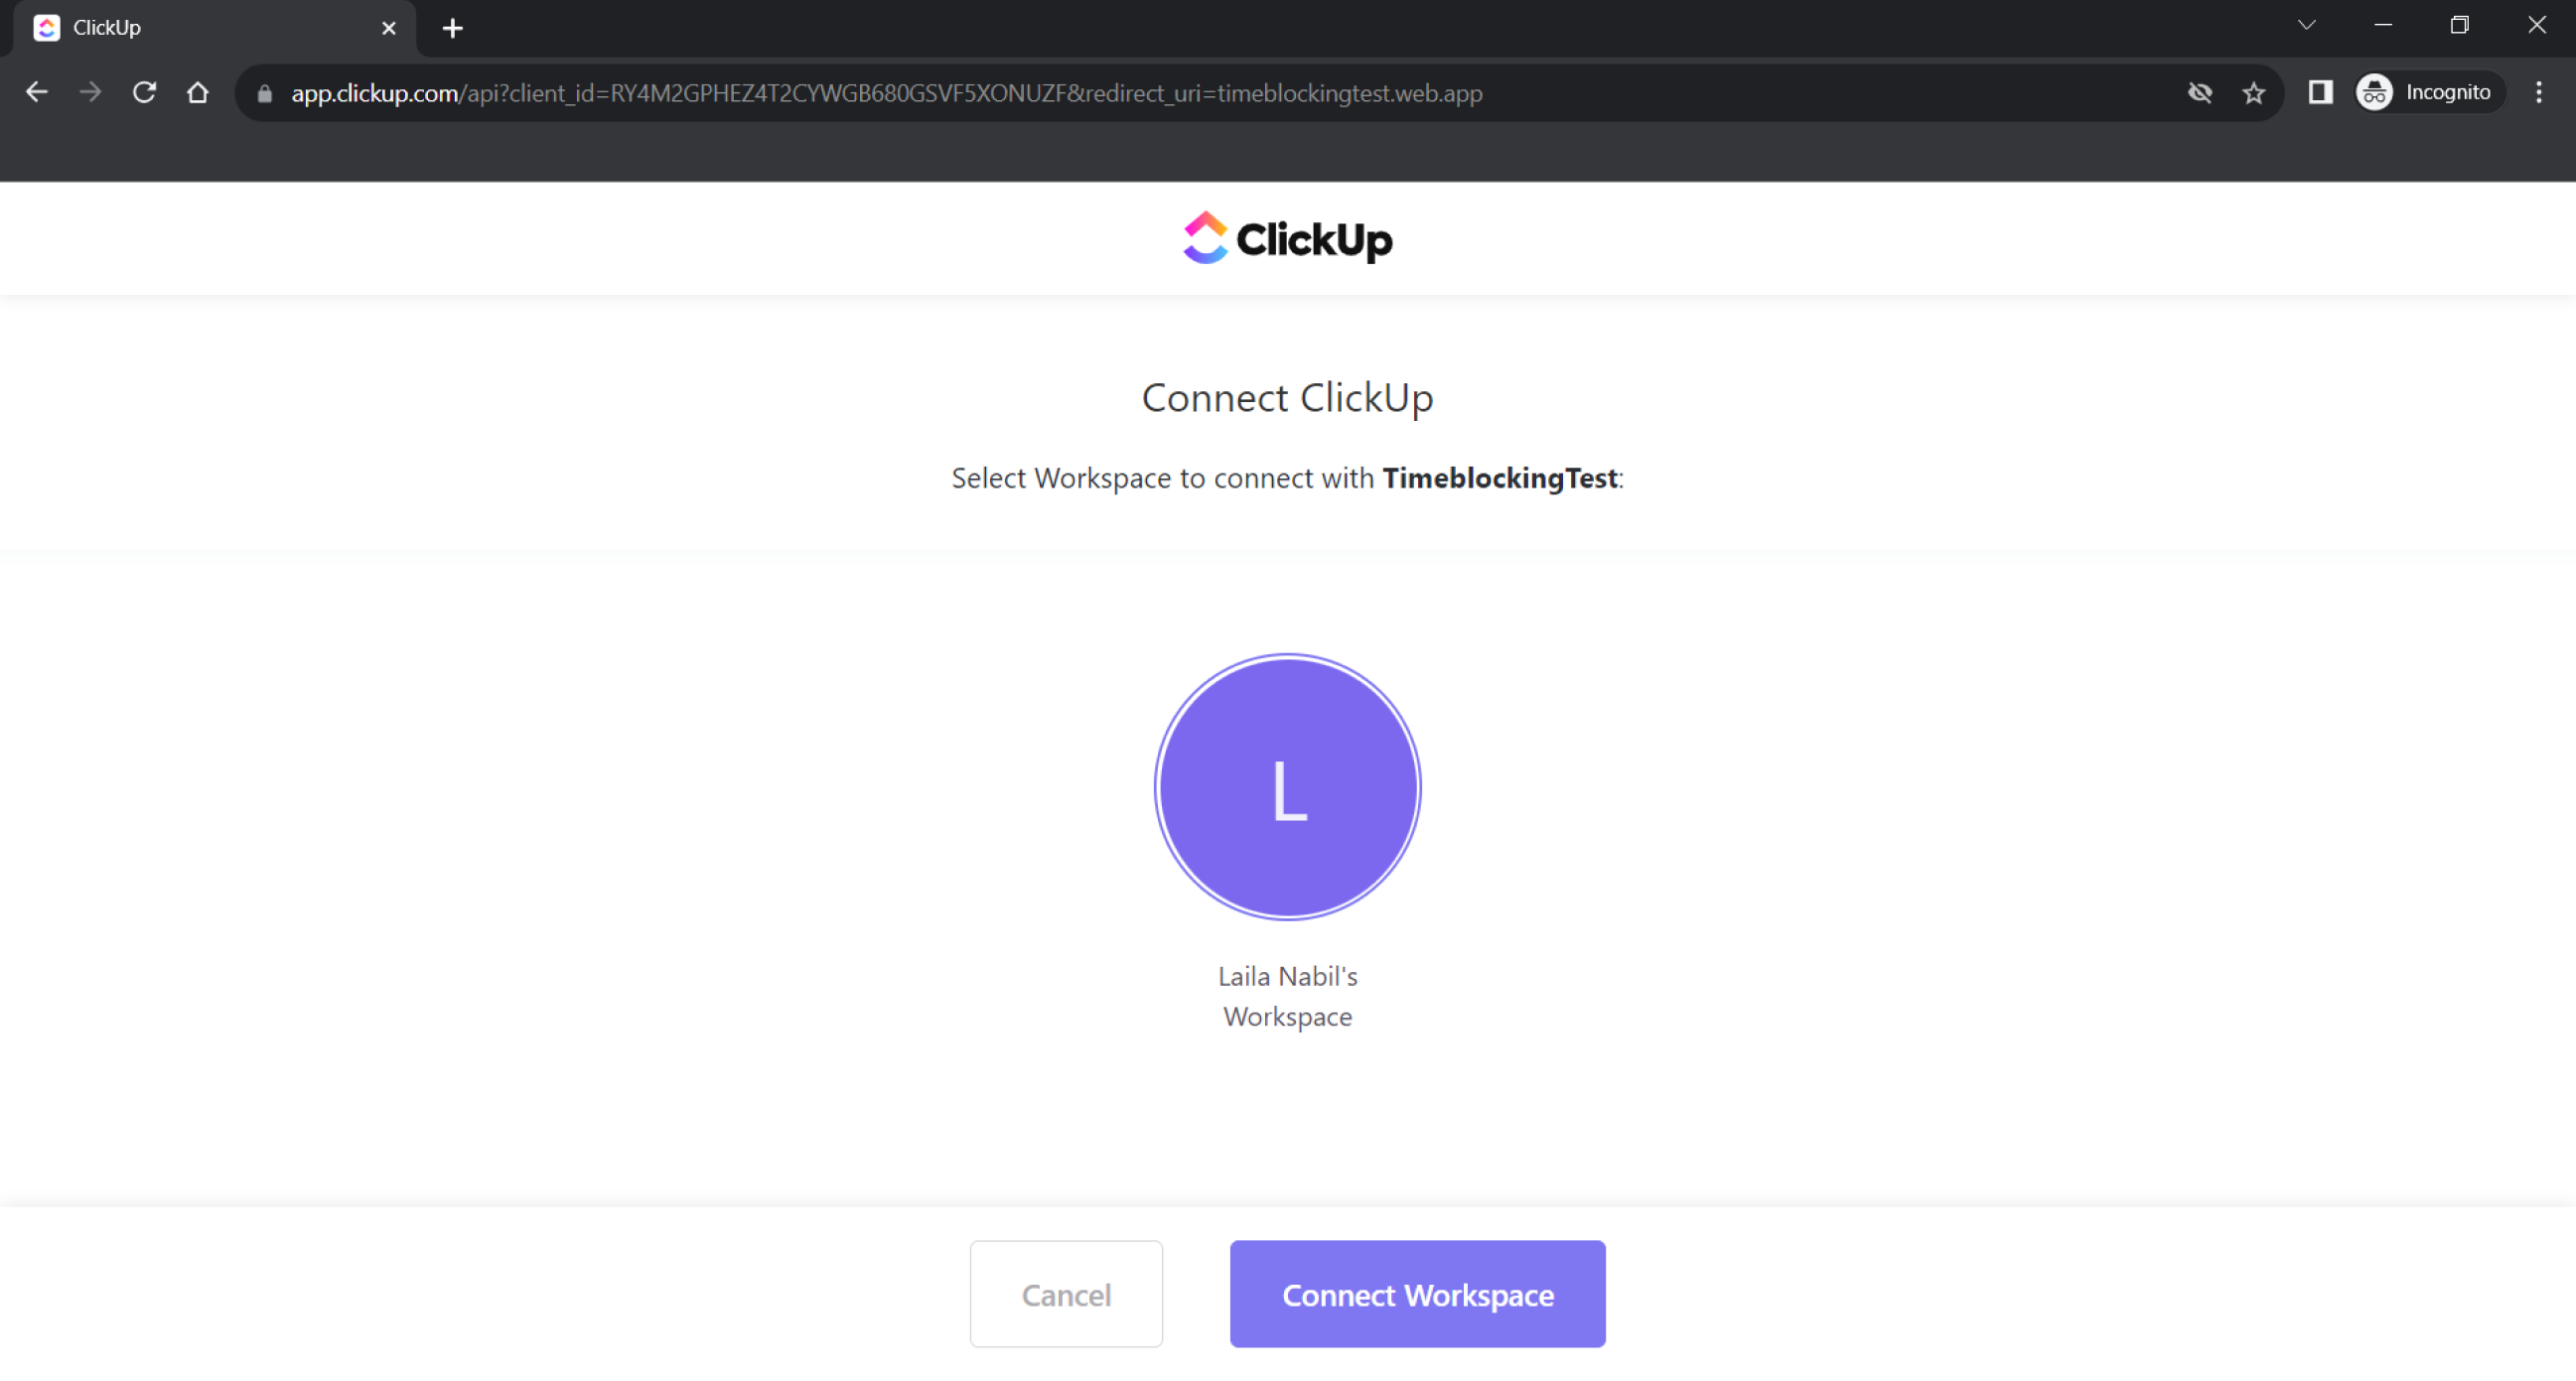 ClickUp
app.clickup.com/api?client_id=RY4M2GPHEZ4T2CYWGB680GSVF5XONUZF&redirect_uri=timeblockingtest.web.app
Incognito
ClickUp
Connect ClickUp
Select Workspace to connect with TimeblockingTest:
L
Laila Nabil's
Workspace
Cancel
Connect Workspace